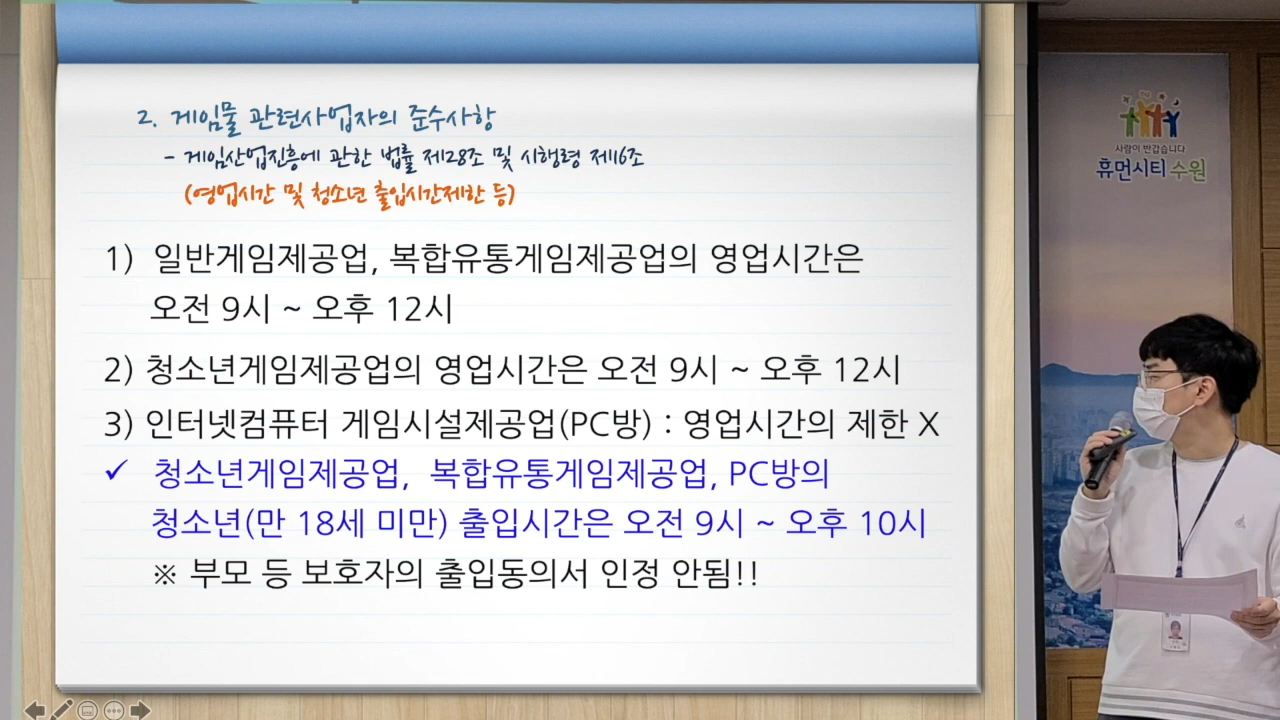 2. 게임물 관련사업자의 준수사항
- 게임산업진흥에 관한 법률 제28조 및 시행령 제16조
(영업시간 및 청소년 출입시간제한 등)
1) 일반게임제공업, 복합유통게임제공업의 영업시간은
오전 9시 ~ 오후 12시
2) 청소년게임제공업의 영업시간은 오전 9시 ~ 오후 12시
3) 인터넷컴퓨터 게임시설제공업(PC방) : 영업시간의 제한 X
✓ 청소년게임제공업, 복합유통게임제공업, PC방의
청소년(만 18세 미만) 출입시간은 오전 9시 ~ 오후 10시
※ 부모 등 보호자의 출입동의서 인정 안됨!!
사람이 반갑습니다
휴먼시티 수원